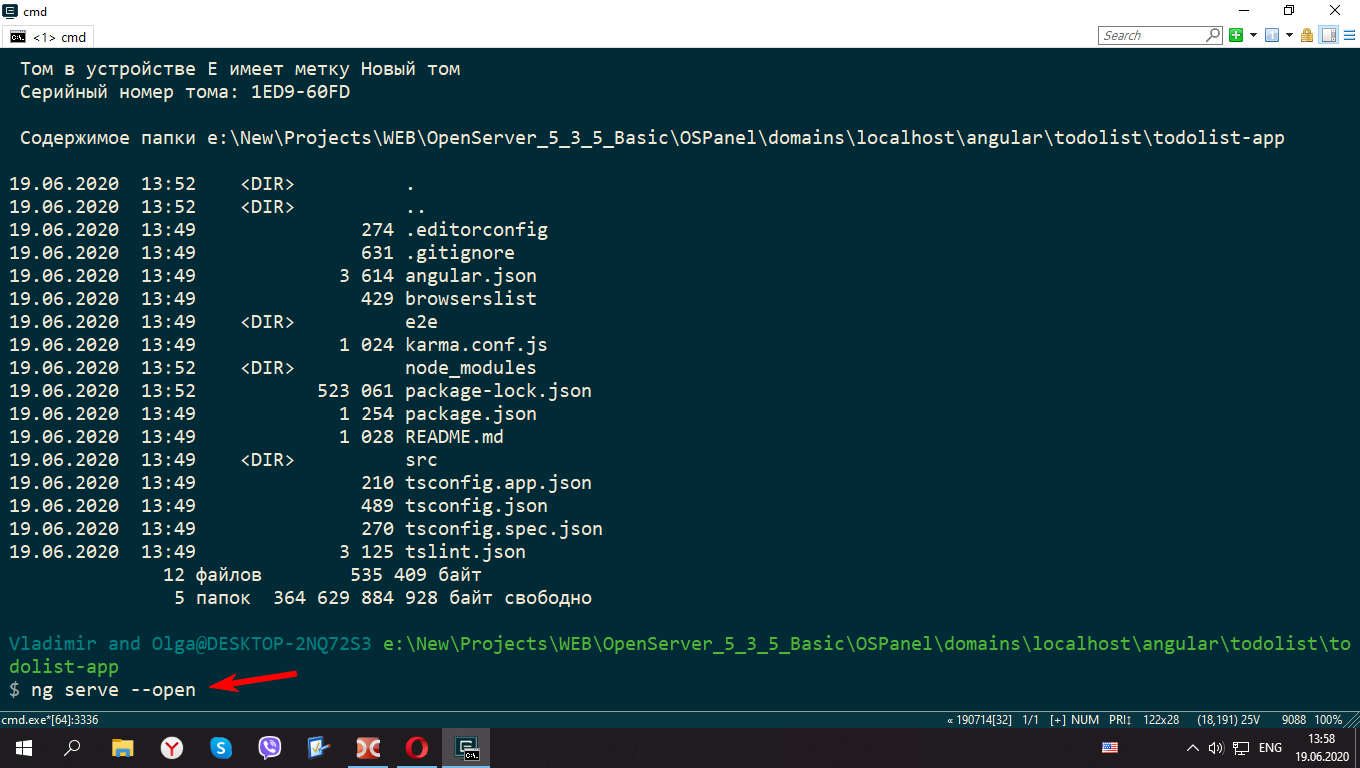 cmd
<1> cmd
Search
Том в устройстве E имеет метку Новый том
Серийный номер тома: 1ED9-60FD
Содержимое папки e:\New\Projects\WEB\OpenServer_5_3_5_Basic\OSPanel\domains\localhost\angular\todolist\todolist-app
19.06.2020 13:52 <DIR> .
19.06.2020 13:52 <DIR> ..
19.06.2020 13:49 274 .editorconfig
19.06.2020 13:49 631 .gitignore
19.06.2020 13:49 3 614 angular.json
19.06.2020 13:49 429 browserslist
19.06.2020 13:49 <DIR> e2e
19.06.2020 13:49 1 024 karma.conf.js
19.06.2020 13:52 <DIR> node_modules
19.06.2020 13:52 523 061 package-lock.json
19.06.2020 13:49 1 254 package.json
19.06.2020 13:49 1 028 README.md
19.06.2020 13:49 <DIR> src
19.06.2020 13:49 210 tsconfig.app.json
19.06.2020 13:49 489 tsconfig.json
19.06.2020 13:49 270 tsconfig.spec.json
19.06.2020 13:49 3 125 tslint.json
12 файлов 535 409 байт
5 папок 364 629 884 928 байт свободно
Vladimir and Olga@DESKTOP-2NQ72S3 e:\New\Projects\WEB\OpenServer_5_3_5_Basic\OSPanel\domains\localhost\angular\todolist\to
dolist-app
$ ng serve --open
cmd.exe*[64]:3336 « 190714[32] 1/1 [+] NUM PRI↕ 122x28 (18,191) 25V 9088 100%
ENG
13:58
19.06.2020